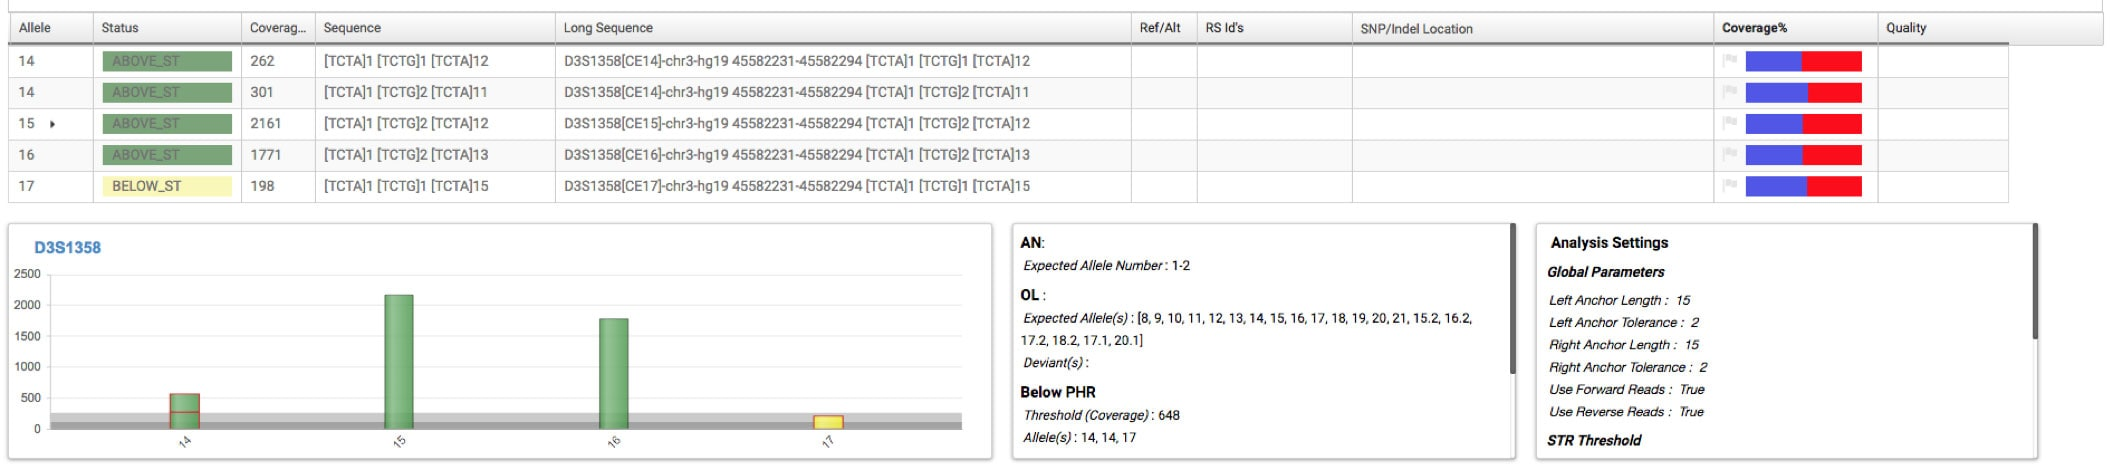 Allele Status Coverag... Sequence Long Sequence Ref/Alt RS Id's SNP/Indel Location Coverage% Quality
14 ABOVE_ST 262 [TCTA]1 [TCTG]1 [TCTA]12 D3S1358[CE14]-chr3-hg19 45582231-45582294 [TCTA]1 [TCTG]1 [TCTA]12
14 ABOVE_ST 301 [TCTA]1 [TCTG]2 [TCTA]11 D3S1358[CE14]-chr3-hg19 45582231-45582294 [TCTA]1 [TCTG]2 [TCTA]11
15 ABOVE_ST 2161 [TCTA]1 [TCTG]2 [TCTA]12 D3S1358[CE15]-chr3-hg19 45582231-45582294 [TCTA]1 [TCTG]2 [TCTA]12
16 ABOVE_ST 1771 [TCTA]1 [TCTG]2 [TCTA]13 D3S1358[CE16]-chr3-hg19 45582231-45582294 [TCTA]1 [TCTG]2 [TCTA]13
17 BELOW_ST 198 [TCTA]1 [TCTG]1 [TCTA]15 D3S1358[CE17]-chr3-hg19 45582231-45582294 [TCTA]1 [TCTG]1 [TCTA]15
D3S1358
2500
2000
1500
1000
500
0
14 15 16 17
AN:
Expected Allele Number : 1-2
OL :
Expected Allele(s) : [8, 9, 10, 11, 12, 13, 14, 15, 16, 17, 18, 19, 20, 21, 15.2, 16.2,
17.2, 18.2, 17.1, 20.1]
Deviant(s) :
Below PHR
Threshold (Coverage) : 648
Allele(s) : 14, 14, 17
Analysis Settings
Global Parameters
Left Anchor Length : 15
Left Anchor Tolerance : 2
Right Anchor Length : 15
Right Anchor Tolerance : 2
Use Forward Reads : True
Use Reverse Reads : True
STR Threshold